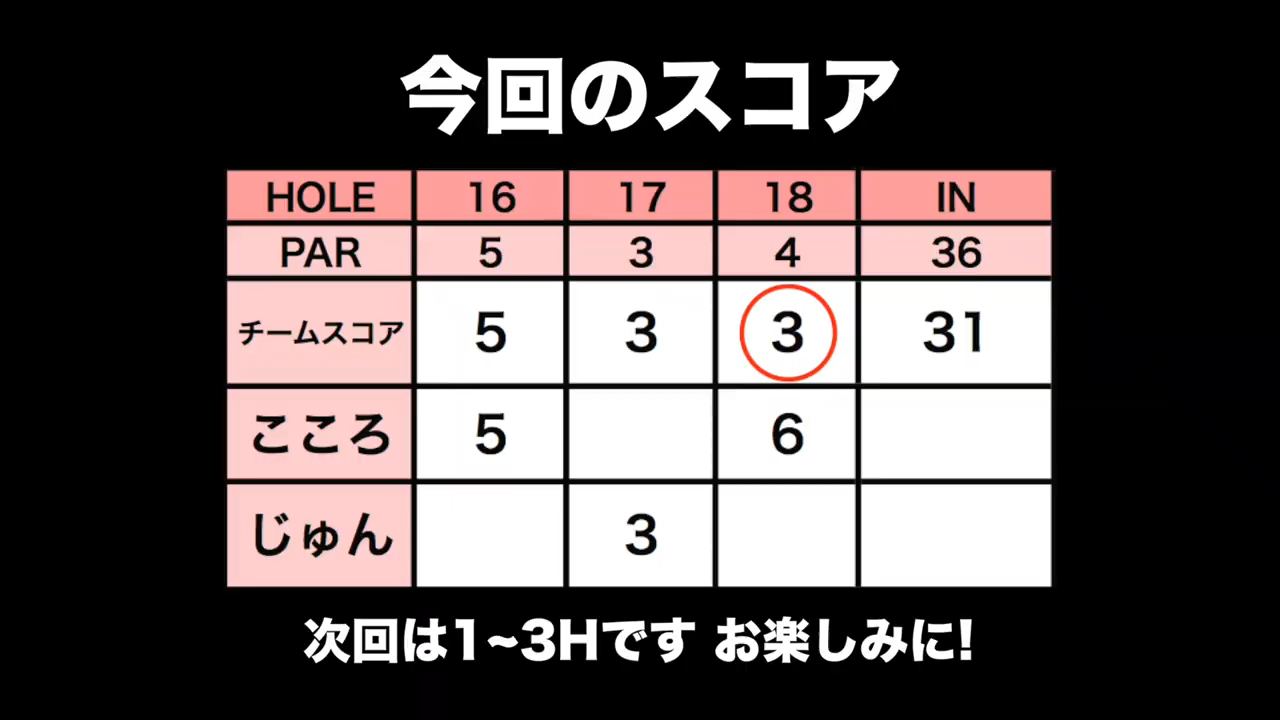 今回のスコア
HOLE 16 17 18 IN
PAR 5 3 4 36
チームスコア 5 3 3 31
こころ 5 6
じゅん 3
次回は1~3Hです お楽しみに!